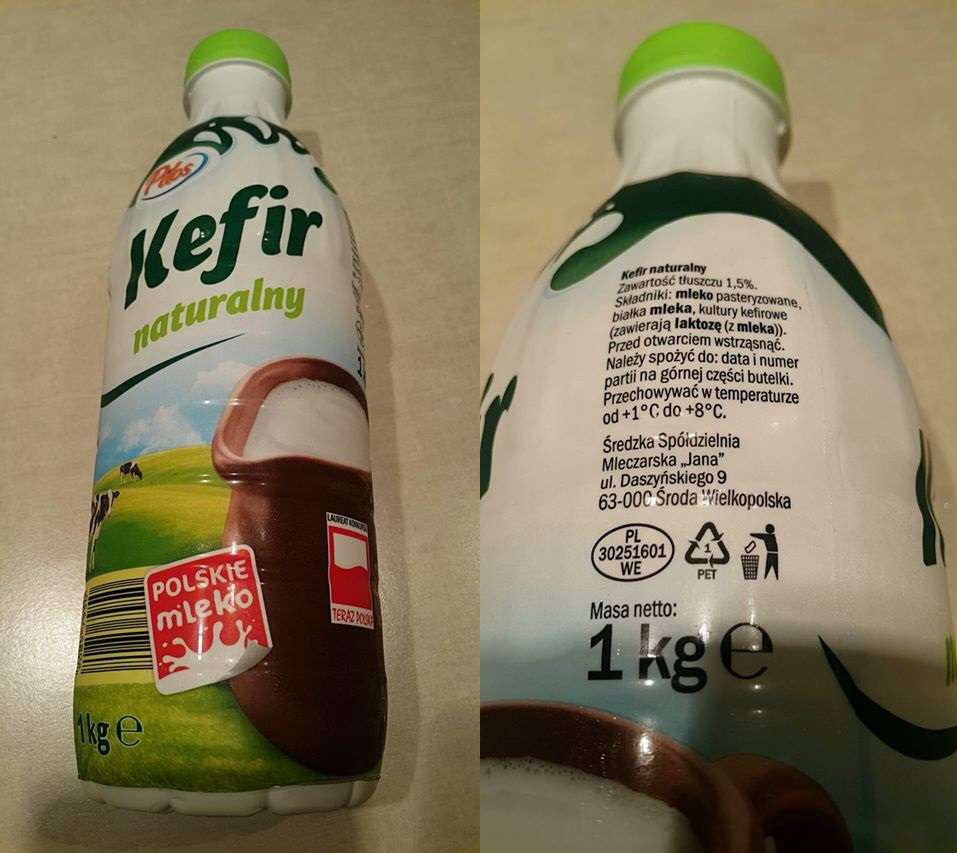 Pilos
Kefir
naturalny
POLSKIE
mleko
LAUREAT
TERAZ
1 kg e
Kefir naturalny
Zawartość tłuszczu 1,5%.
Składniki: mleko pasteryzowane,
białka mleka, kultury kefirowe
(zawierają laktozę (z mleka)).
Przed otwarciem wstrząsnąć.
Należy spożyć do: data i numer
partii na górnej części butelki.
Przechowywać w temperaturze
od +1°C do +8°C.
Średzka Spółdzielnia
Mleczarska „Jana”
ul. Daszyńskiego 9
63-000 Środa Wielkopolska
PL
30251601
WE
1
PET
Masa netto:
1 kg e